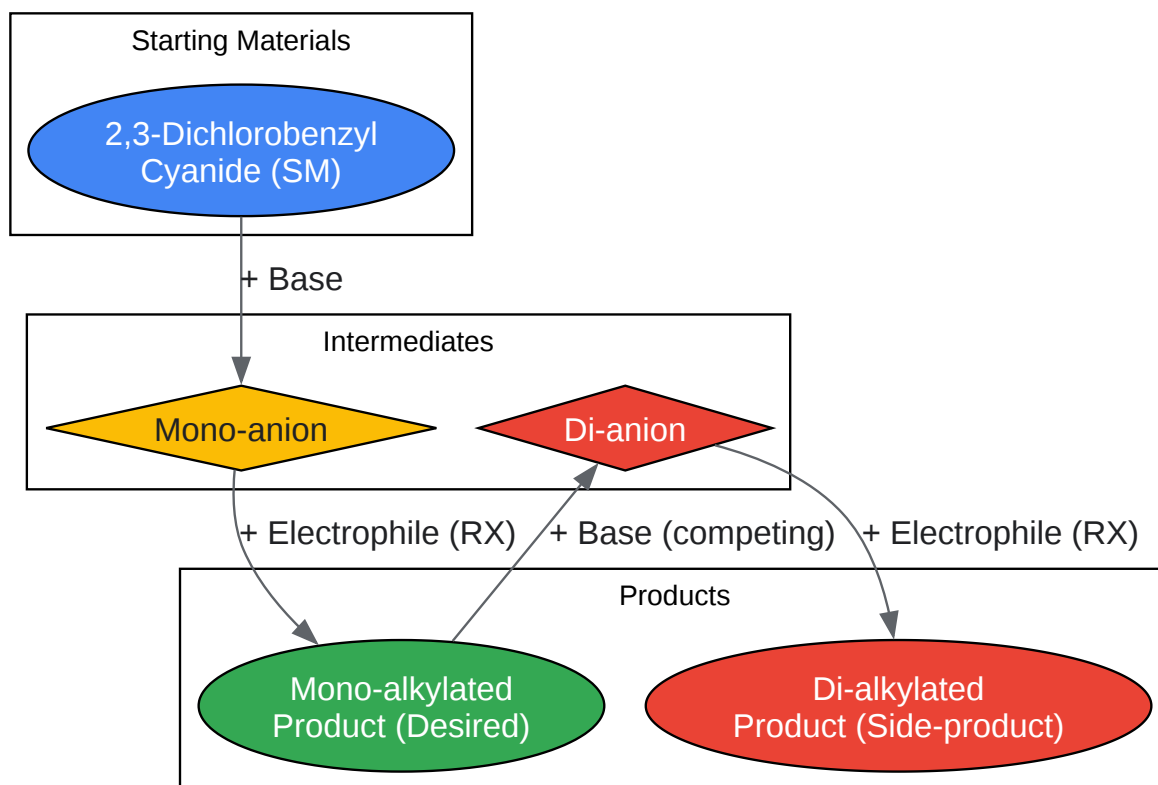 Starting Materials
2,3-Dichlorobenzyl
Cyanide (SM)
+ Base
Intermediates
Mono-anion
Di-anion
+ Electrophile (RX)
+ Base (competing)
+ Electrophile (RX)
Products
Mono-alkylated
Product (Desired)
Di-alkylated
Product (Side-product)